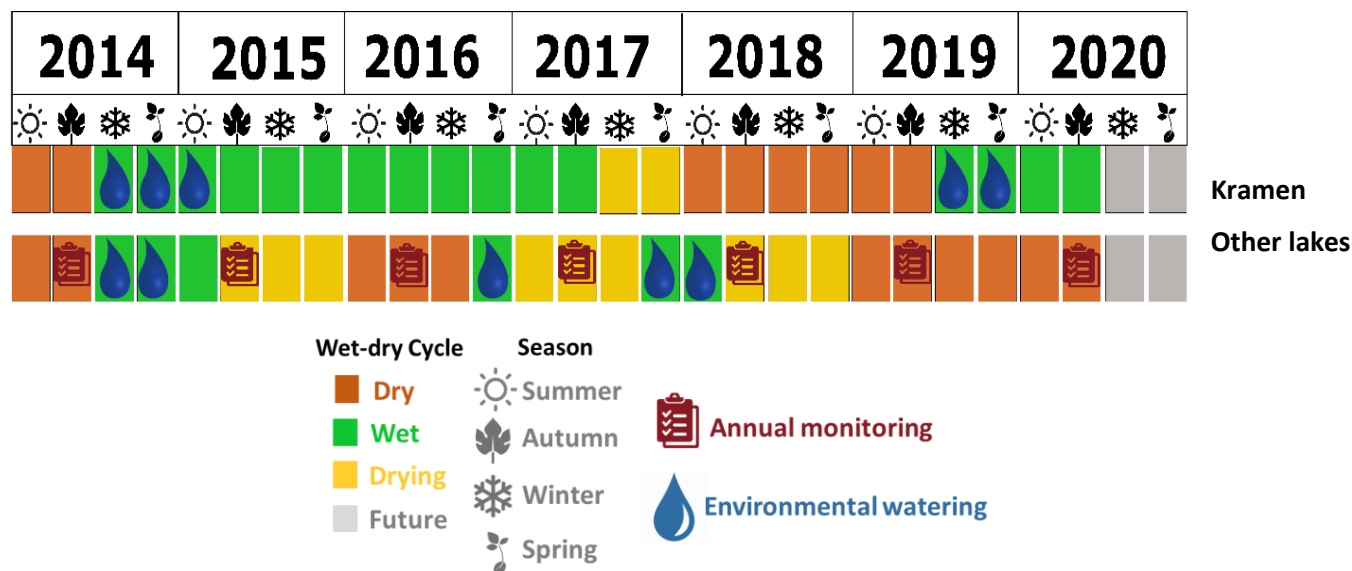 2014 2015 2016 2017 2018 2019 2020
Kramen
Other lakes
Wet-dry Cycle Season
Dry Summer
Wet Autumn
Drying Winter
Future Spring
Annual monitoring
Environmental watering